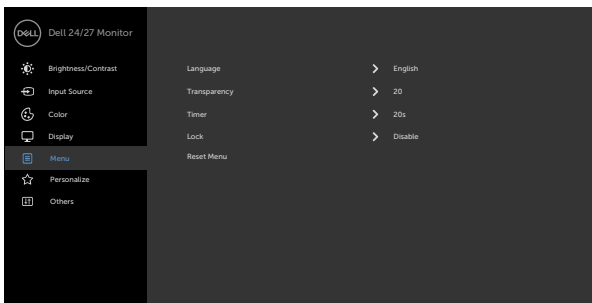 DELL Dell 24/27 Monitor
Brightness/Contrast
Input Source
Color
Display
Menu
Personalize
Others
Language English
Transparency 20
Timer 20s
Lock Disable
Reset Menu